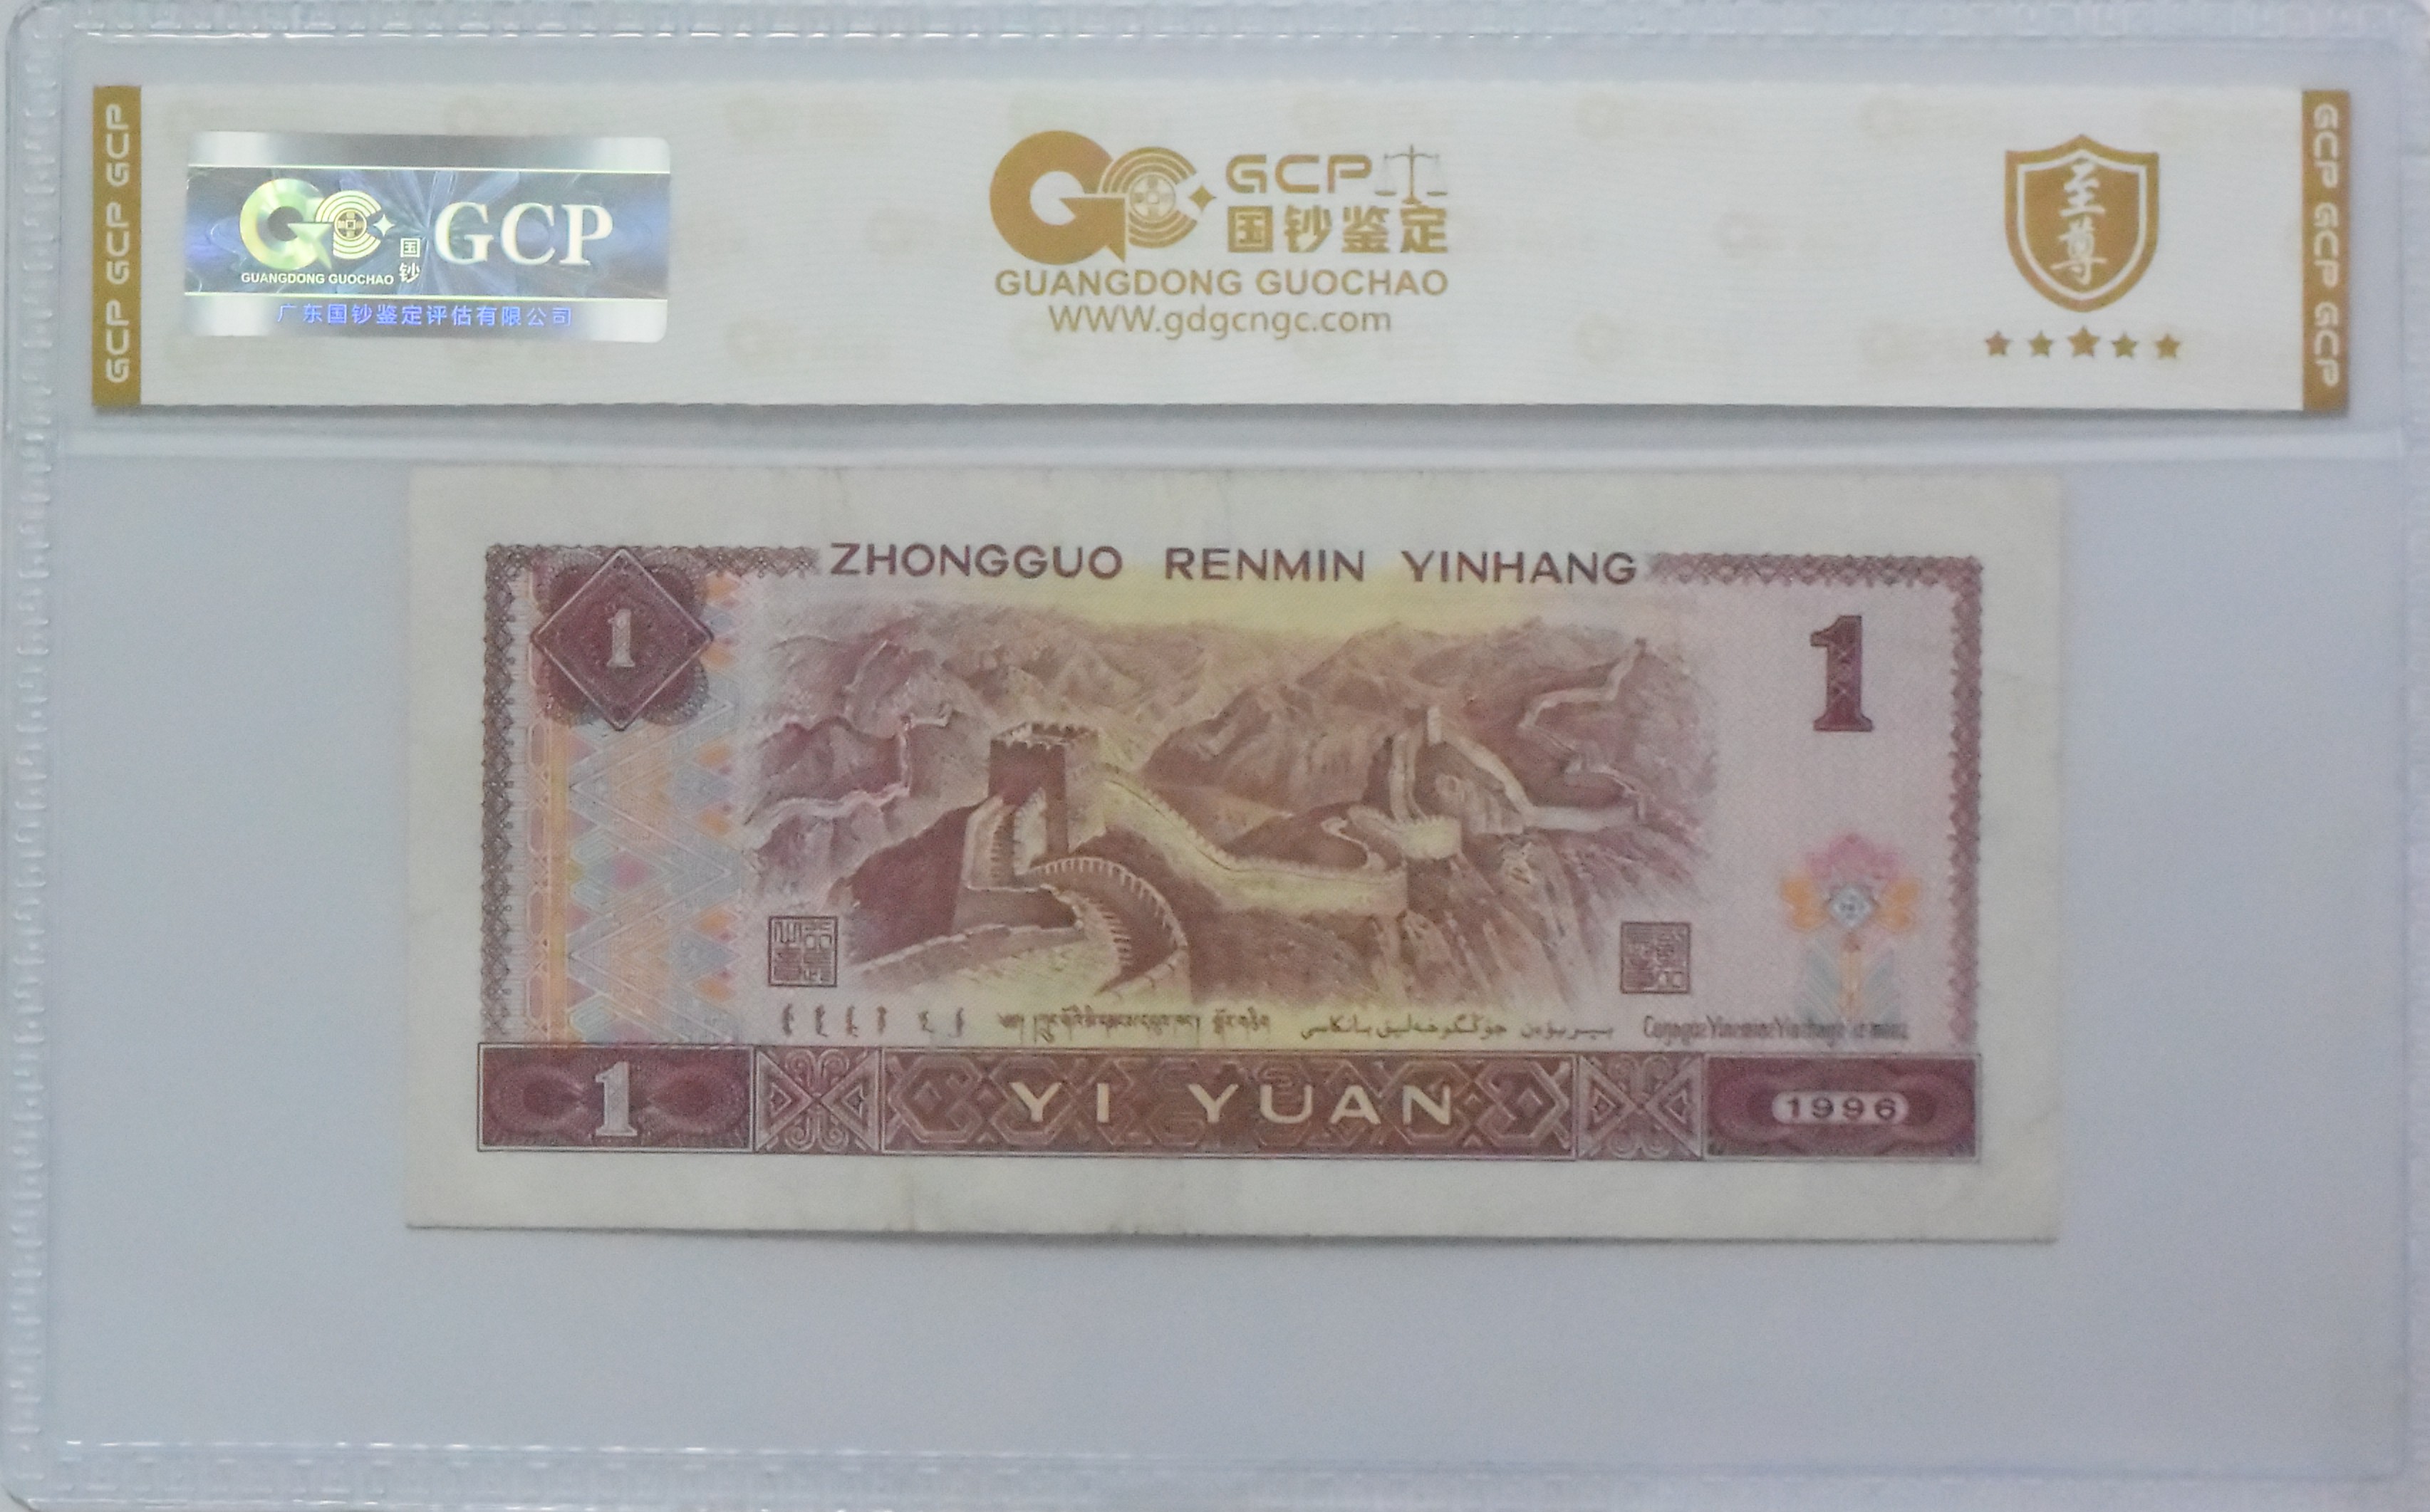 GCP GCP GCP
GCP
国钞
GUANGDONG GUOCHAO
广东国钞鉴定评估有限公司
GCP
国钞鉴定
GUANGDONG GUOCHAO
WWW.gdgcngc.com
至尊
GCP GCP GCP
ZHONGGUO RENMIN YINHANG
1
1
1
YI YUAN
1996